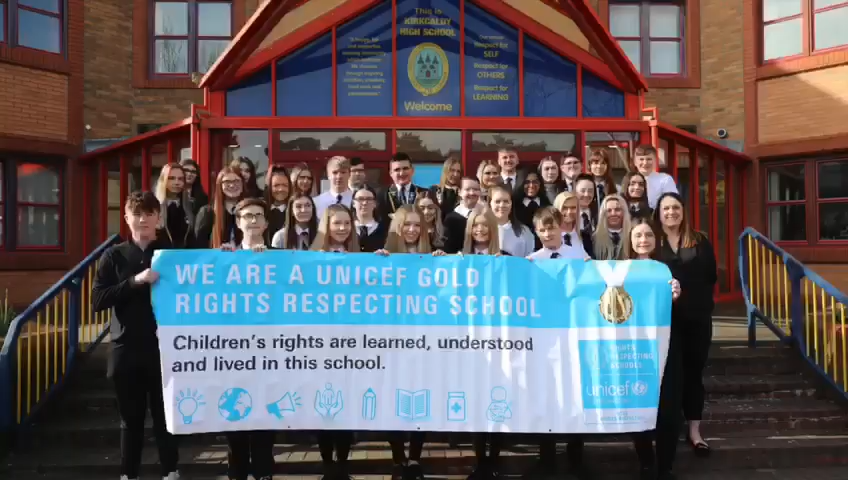 This is
KIRKCALDY
HIGH SCHOOL
Welcome
Respect for
SELF
Respect for
OTHERS
Respect for
LEARNING
WE ARE A UNICEF GOLD
RIGHTS RESPECTING SCHOOL
Children's rights are learned, understood
and lived in this school.
RIGHTS
RESPECTING
SCHOOLS
unicef